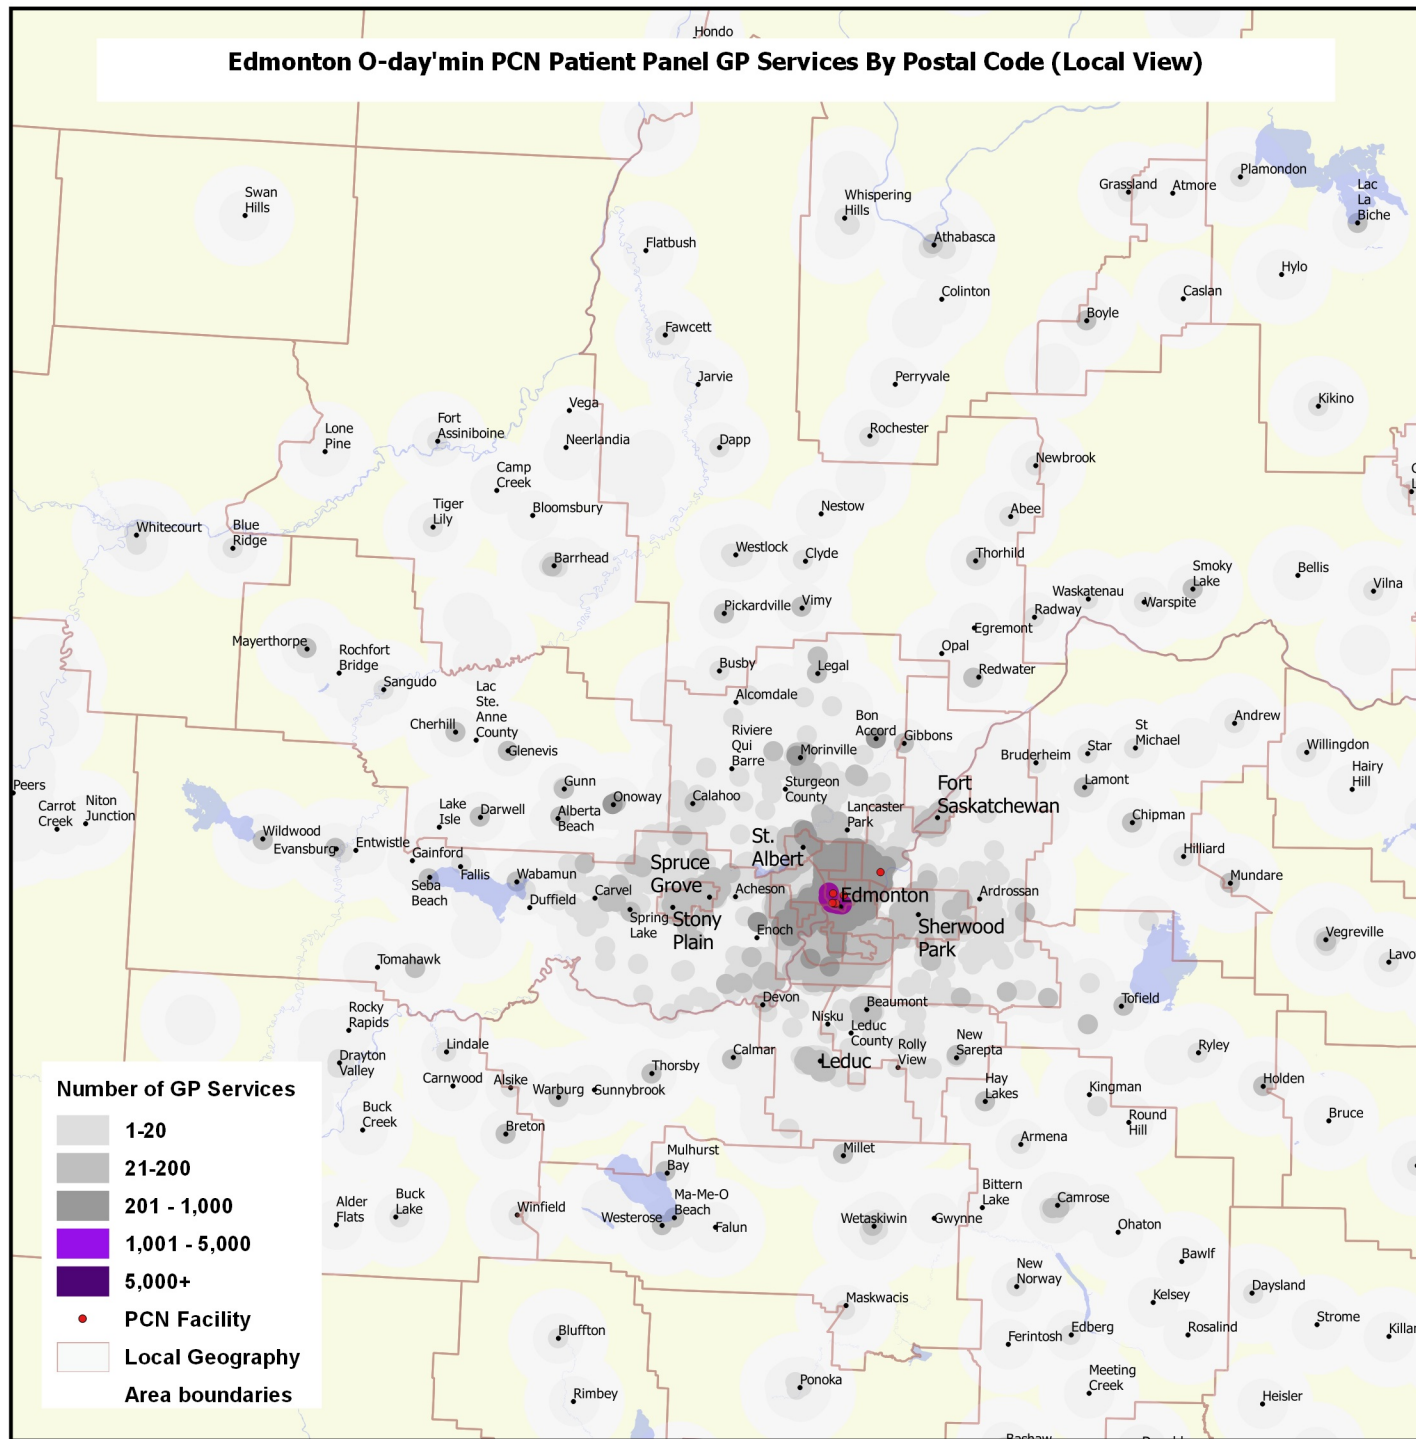 Hondo
Edmonton O-day'min PCN Patient Panel GP Services By Postal Code (Local View)
Swan
Hills
Flatbush
Whispering
Hills
Athabasca
Grassland
Atmore
Plamondon
Lac
La
Biche
Hylo
Colinton
Caslan
Boyle
Fawcett
Jarvie
Perryvale
Kikino
Vega
Fort
Assiniboine
Lone
Pine
Neerlandia
Dapp
Rochester
Newbrook
Camp
Creek
Tiger
Lily
Bloomsbury
Nestow
Abee
Whitecourt
Blue
Ridge
Barrhead
Westlock
Clyde
Thorhild
Smoky
Lake
Bellis
Vilna
Waskatenau
Warspite
Radway
Pickardville
Vimy
Egremont
Opal
Mayerthorpe
Rochfort
Bridge
Sangudo
Busby
Legal
Redwater
Lac
Ste.
Anne
County
Alcomdale
Cherhill
Glenevis
Riviere
Qui
Barre
Bon
Accord
Gibbons
Morinville
Bruderheim
Star
St
Michael
Andrew
Willingdon
Hairy
Hill
Peers
Carrot
Creek
Niton
Junction
Gunn
Onoway
Alberta
Beach
Darwell
Lake
Isle
Calahoo
Sturgeon
County
Lancaster
Park
Fort
Saskatchewan
Lamont
Chipman
Wildwood
Evansburg
Entwistle
Gainford
Fallis
Seba
Beach
Wabamun
Duffield
Carvel
Spring
Lake
Spruce
Grove
Stony
Plain
Acheson
St.
Albert
Edmonton
Enoch
Sherwood
Park
Ardrossan
Hilliard
Mundare
Vegreville
Lavo
Tomahawk
Devon
Beaumont
Tofield
Rocky
Rapids
Nisku
Leduc
County
Rolly
View
New
Sarepta
Ryley
Lindale
Drayton
Valley
Carnwood
Alsike
Warburg
Sunnybrook
Thorsby
Calmar
Leduc
Hay
Lakes
Kingman
Holden
Round
Hill
Bruce
Buck
Creek
Breton
Armena
Millet
Mulhurst
Bay
Ma-Me-O
Beach
Westerose
Falun
Alder
Flats
Buck
Lake
Winfield
Wetaskiwin
Gwynne
Bittern
Lake
Camrose
Ohaton
Bawlf
New
Norway
Kelsey
Daysland
Strome
Killar
Maskwacis
Ferintosh
Edberg
Rosalind
Bluffton
Meeting
Creek
Ponoka
Rimbey
Heisler
Bashaw
Number of GP Services
1-20
21-200
201 - 1,000
1,001 - 5,000
5,000+
PCN Facility
Local Geography
Area boundaries